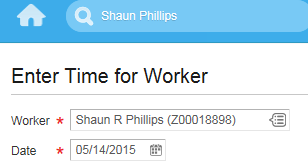 Shaun Phillips
Enter Time for Worker
Worker * Shaun R Phillips (Z00018898)
Date * 05/14/2015